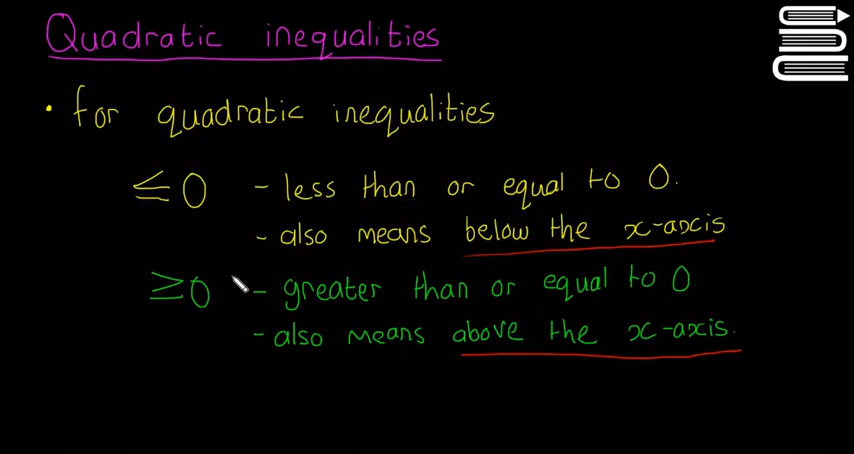 Quadratic inequalities
• for quadratic inequalities
≤0 - less than or equal to 0.
- also means below the x-axis
≥0 - greater than or equal to 0
- also means above the x-axis.